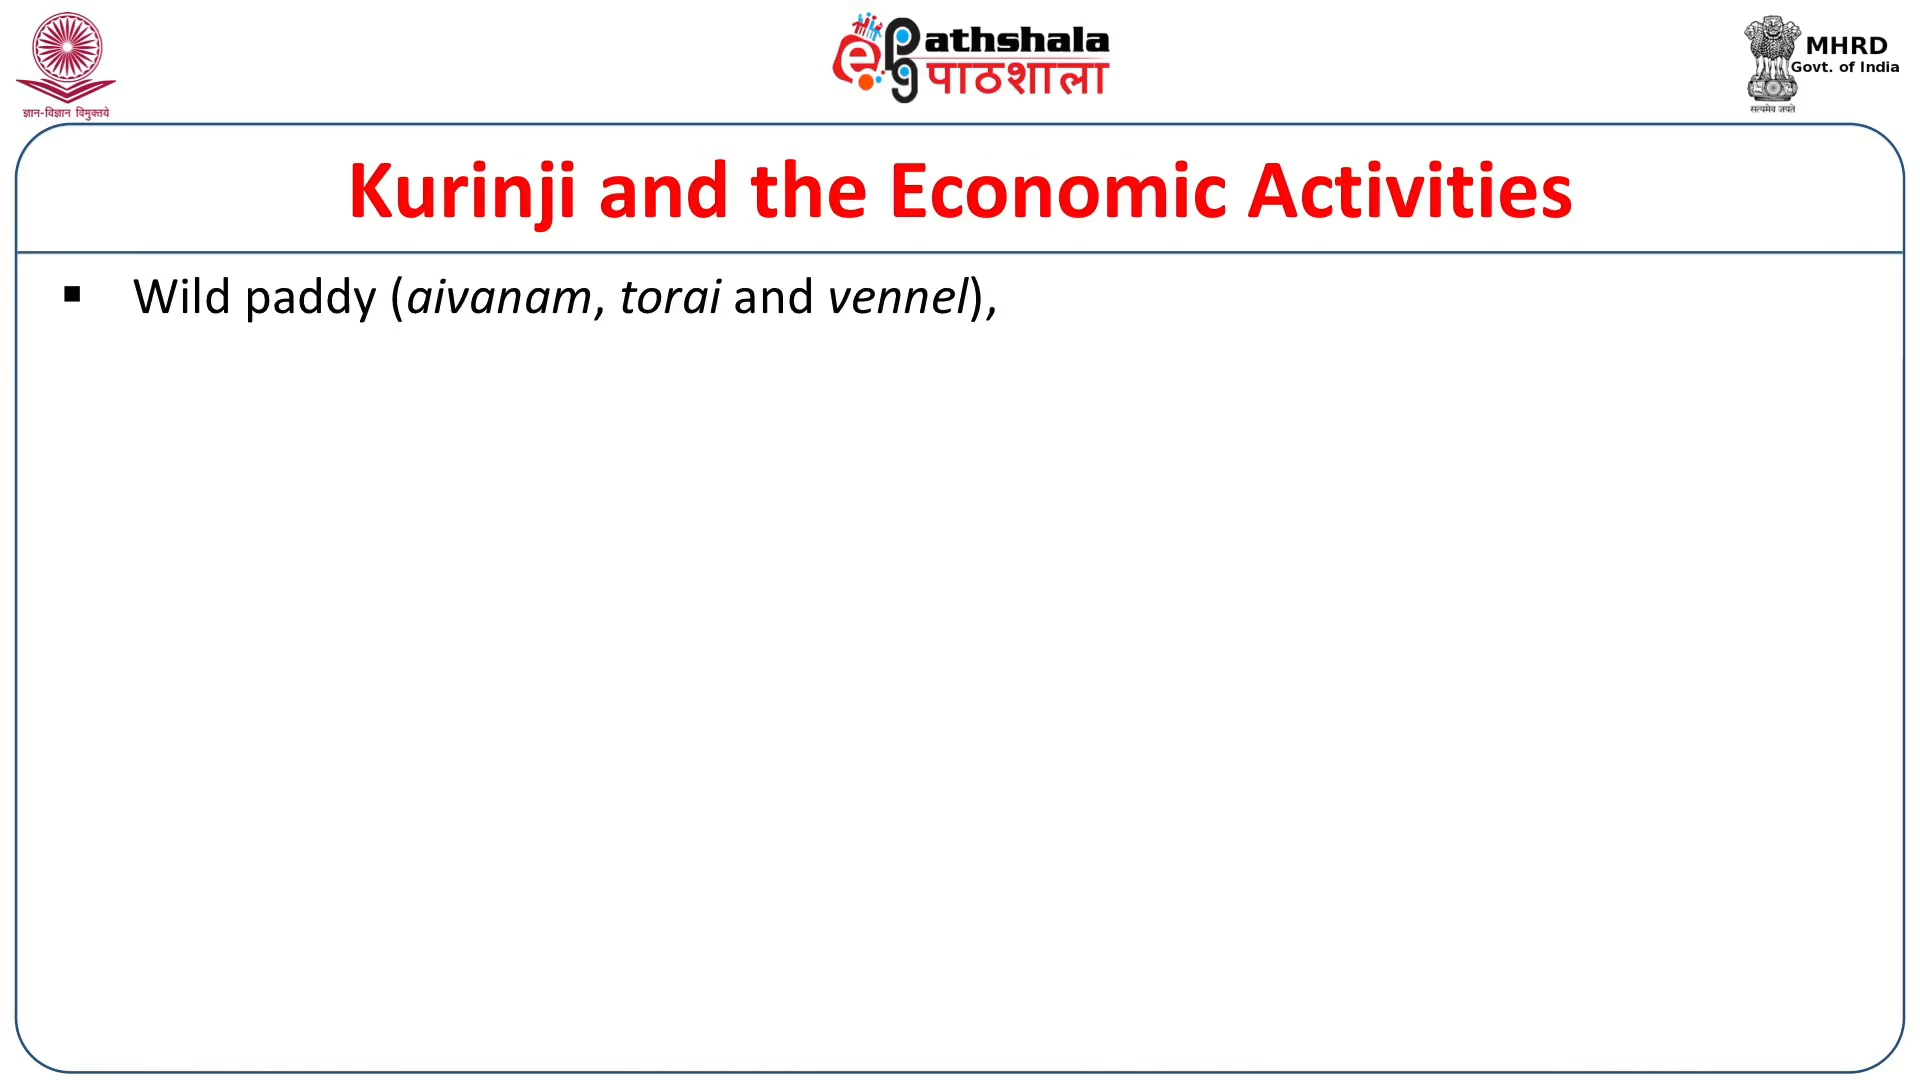 ज्ञान-विज्ञान विमुक्तये
ePathshala
पाठशाला
MHRD
Govt. of India
सत्यमेव जयते
Kurinji and the Economic Activities
▪ Wild paddy (aivanam, torai and vennel),